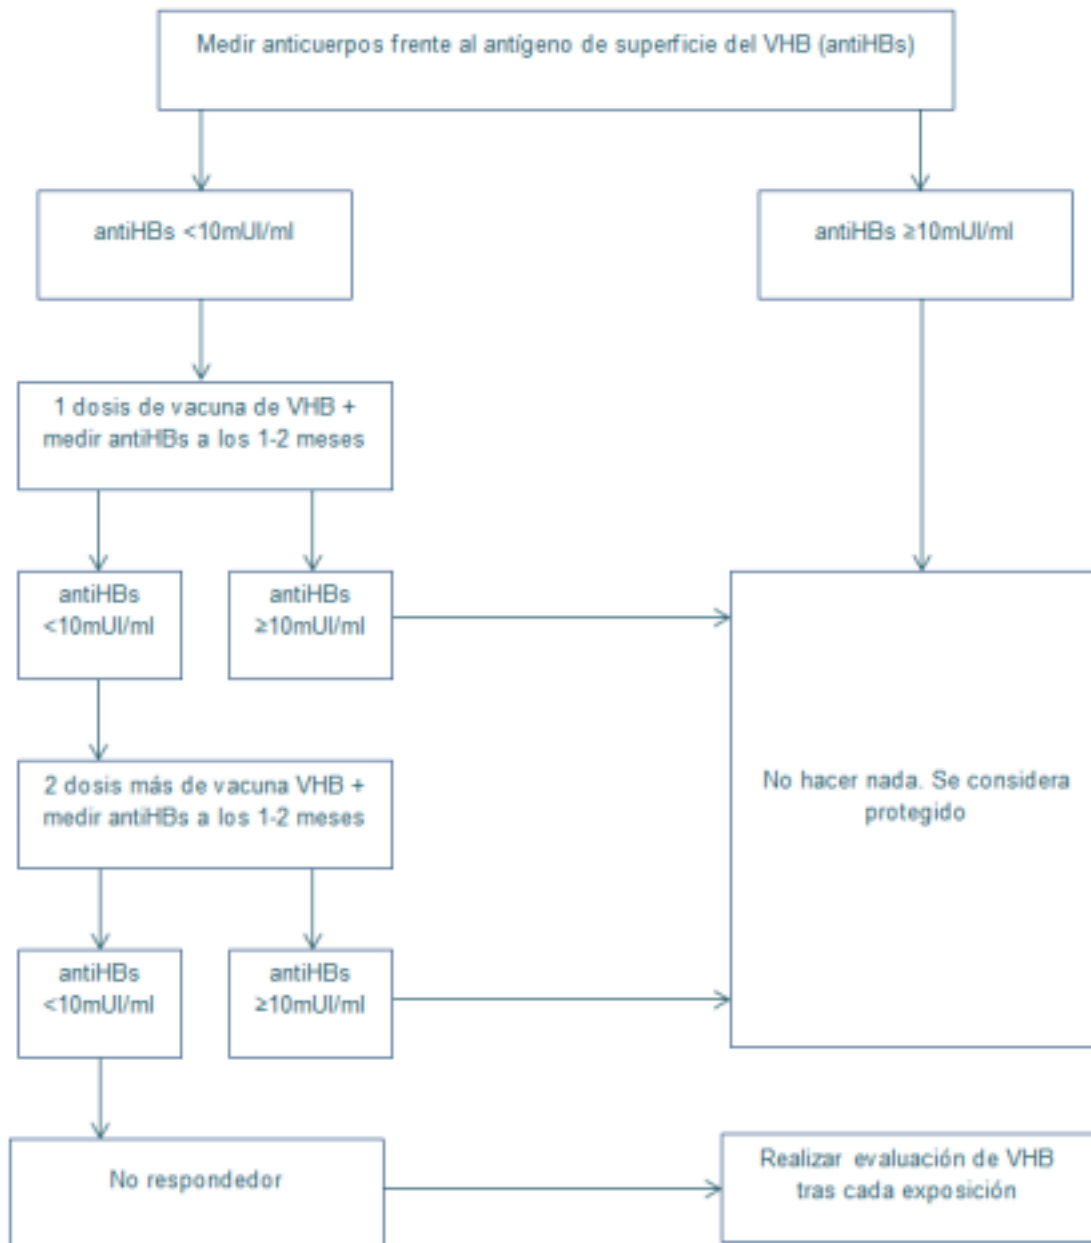 Medir anticuerpos frente al antígeno de superficie del VHB (antiHBs)
antiHBs <10mUI/ml
antiHBs ≥10mUI/ml
1 dosis de vacuna de VHB +
medir antiHBs a los 1-2 meses
antiHBs
<10mUI/ml
antiHBs
≥10mUI/ml
2 dosis más de vacuna VHB +
medir antiHBs a los 1-2 meses
No hacer nada. Se considera
protegido
antiHBs
<10mUI/ml
antiHBs
≥10mUI/ml
No respondedor
Realizar evaluación de VHB
tras cada exposición